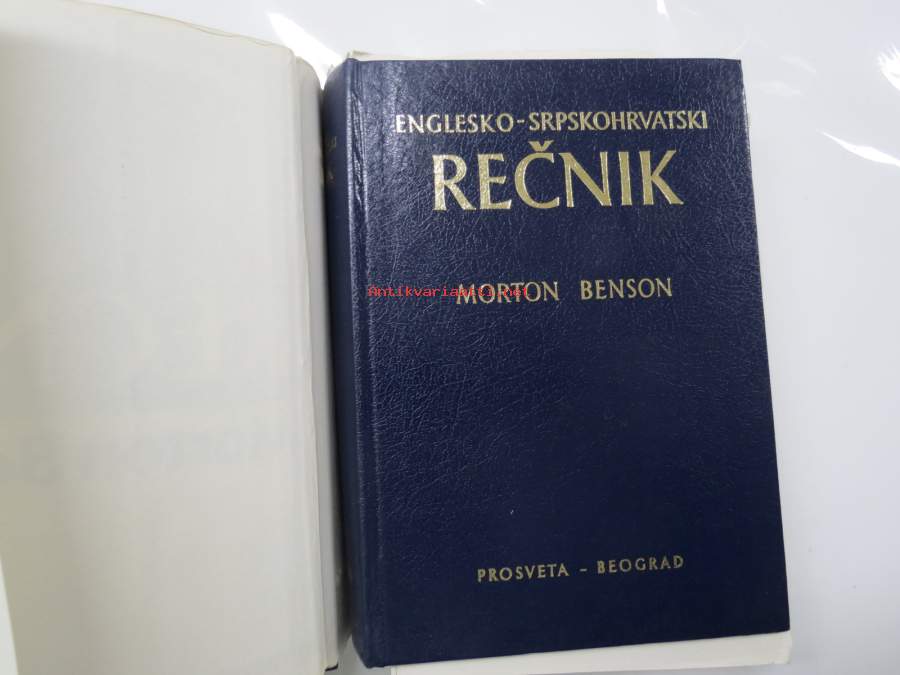 ENGLESKO-SRPSKOHRVATSKI
REČNIK
Antikvariaatti.net
MORTON BENSON
PROSVETA - BEOGRAD